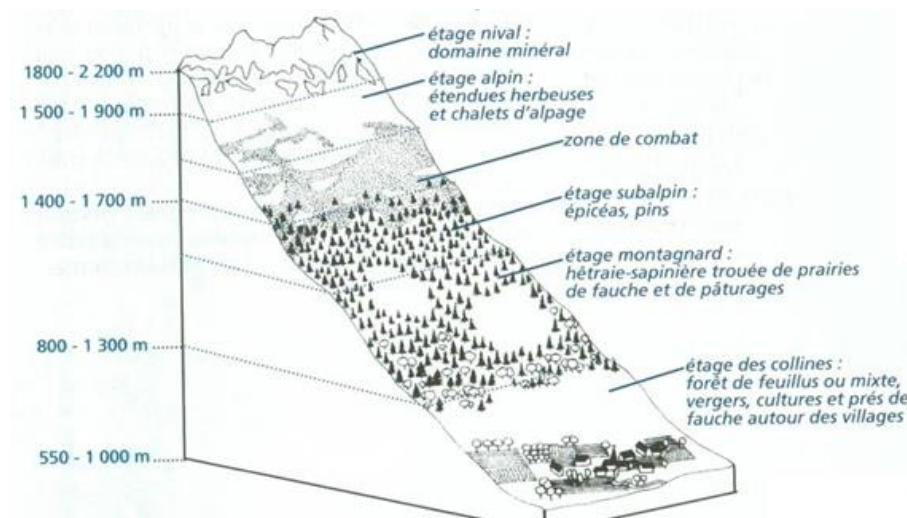 étage nival :
domaine minéral
1800 - 2 200 m
étage alpin :
étendues herbeuses
et chalets d'alpage
1 500 - 1 900 m
zone de combat
1 400 - 1 700 m
étage subalpin :
épicéas, pins
étage montagnard :
hêtraie-sapinière trouée de prairies
de fauche et de pâturages
800 - 1 300 m
étage des collines :
forêt de feuillus ou mixte,
vergers, cultures et prés de
fauche autour des villages
550 - 1 000 m